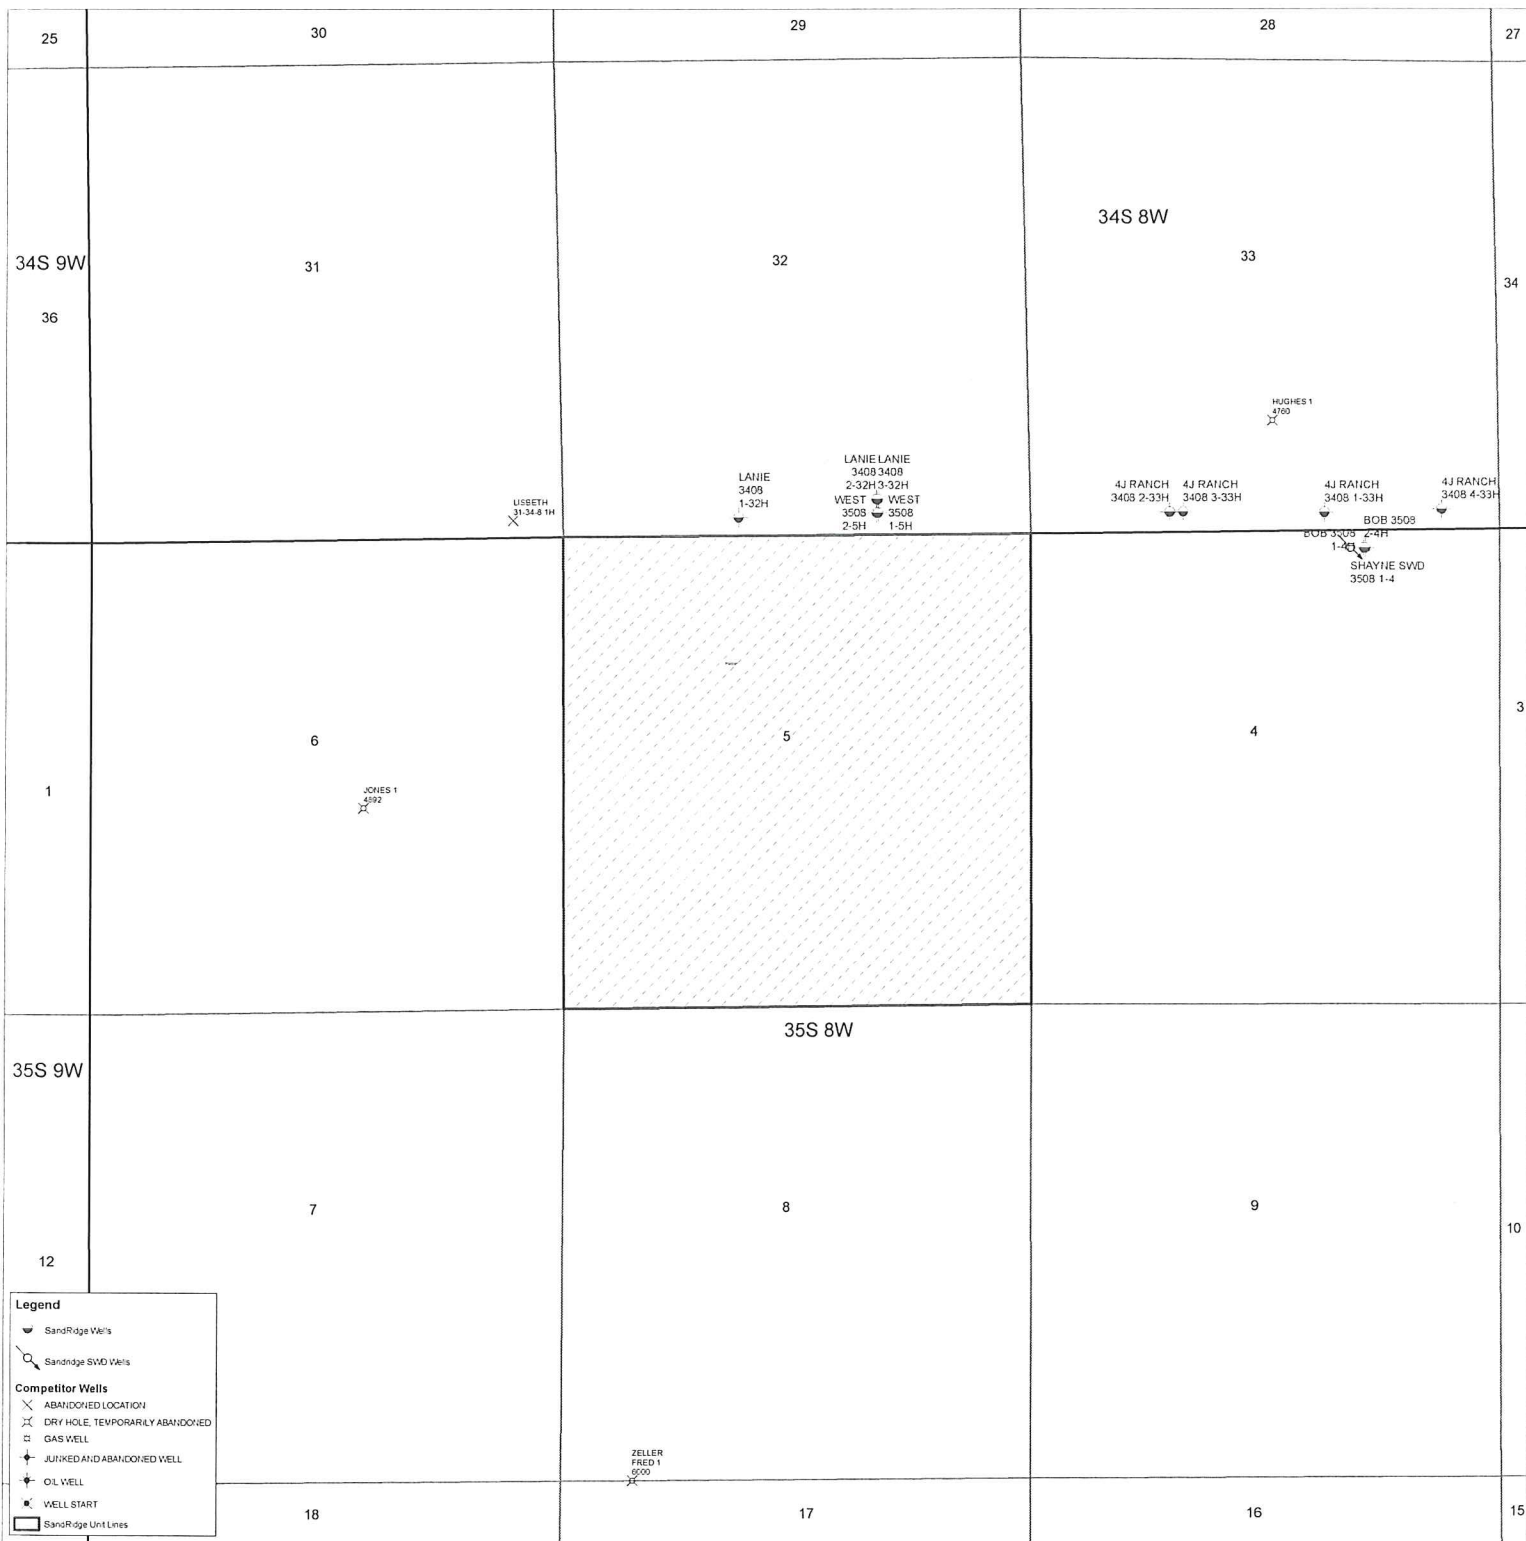 25
30
29
28
27
34S 8W
34S 9W
31
32
33
34
36
HUGHES 1
4760
LISBETH
31-34-8 1H
LANIE
3408
1-32H
LANIE LANIE
3408 3408
2-32H 3-32H
WEST WEST
3508 3508
2-5H 1-5H
4J RANCH
3408 2-33H
4J RANCH
3408 3-33H
4J RANCH
3408 1-33H
4J RANCH
3408 4-33H
BOB 3508
1-4H
BOB 3508
2-4H
SHAYNE SWD
3508 1-4
6
5
4
3
1
JONES 1
4892
35S 8W
35S 9W
7
8
9
10
12
ZELLER
FRED 1
6000
18
17
16
15
Legend
SandRidge Wells
Sandridge SWD Wells
Competitor Wells
ABANDONED LOCATION
DRY HOLE, TEMPORARILY ABANDONED
GAS WELL
JUNKED AND ABANDONED WELL
OIL WELL
WELL START
SandRidge Unit Lines